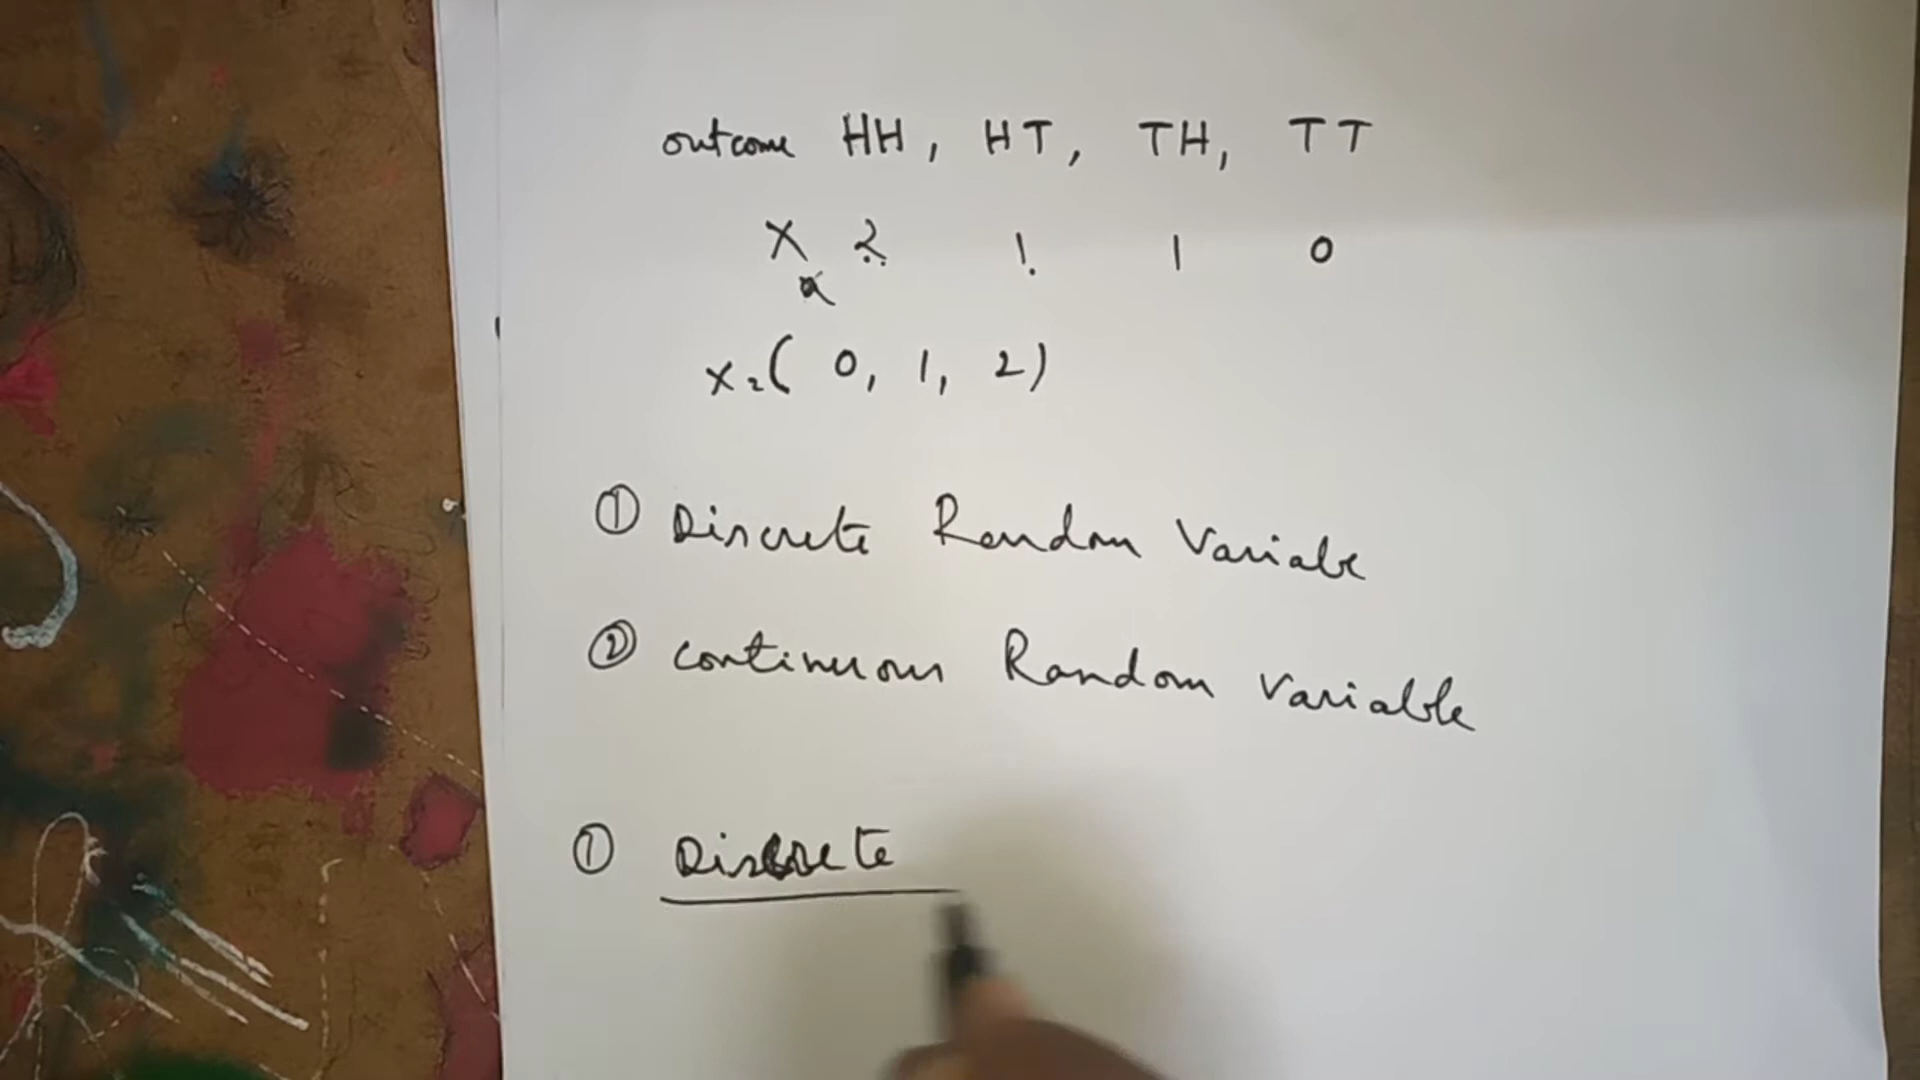 outcome HH, HT, TH, TT
X 2 1 1 0
X = ( 0, 1, 2)
① Discrete Random Variabe
② continuous Random Variable
① Discrete